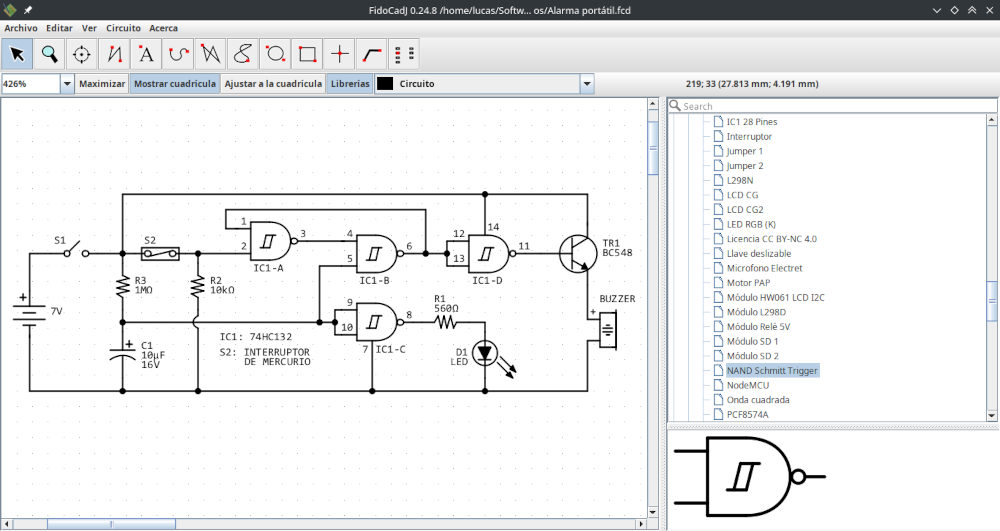 FidoCadJ 0.24.8 /home/lucas/Softw... os/Alarma portátil.fcd
Archivo Editar Ver Circuito Acerca
A
426% Maximizar Mostrar cuadricula Ajustar a la cuadricula Librerias Circuito 219; 33 (27.813 mm; 4.191 mm)
Search
IC1 28 Pines
Interruptor
Jumper 1
Jumper 2
L298N
LCD CG
LCD CG2
LED RGB (K)
Licencia CC BY-NC 4.0
Llave deslizable
Microfono Electret
Motor PAP
Módulo HW061 LCD I2C
Módulo L298D
Módulo Relé 5V
Módulo SD 1
Módulo SD 2
NAND Schmitt Trigger
NodeMCU
Onda cuadrada
PCF8574A
S1
S2
R3
1MΩ
R2
10kΩ
+
7V
+
C1
10µF
16V
1
2
3
IC1-A
4
5
6
IC1-B
12
13
14
11
IC1-D
TR1
BC548
BUZZER
+
9
10
8
7 IC1-C
R1
560Ω
D1
LED
IC1: 74HC132
S2: INTERRUPTOR
DE MERCURIO